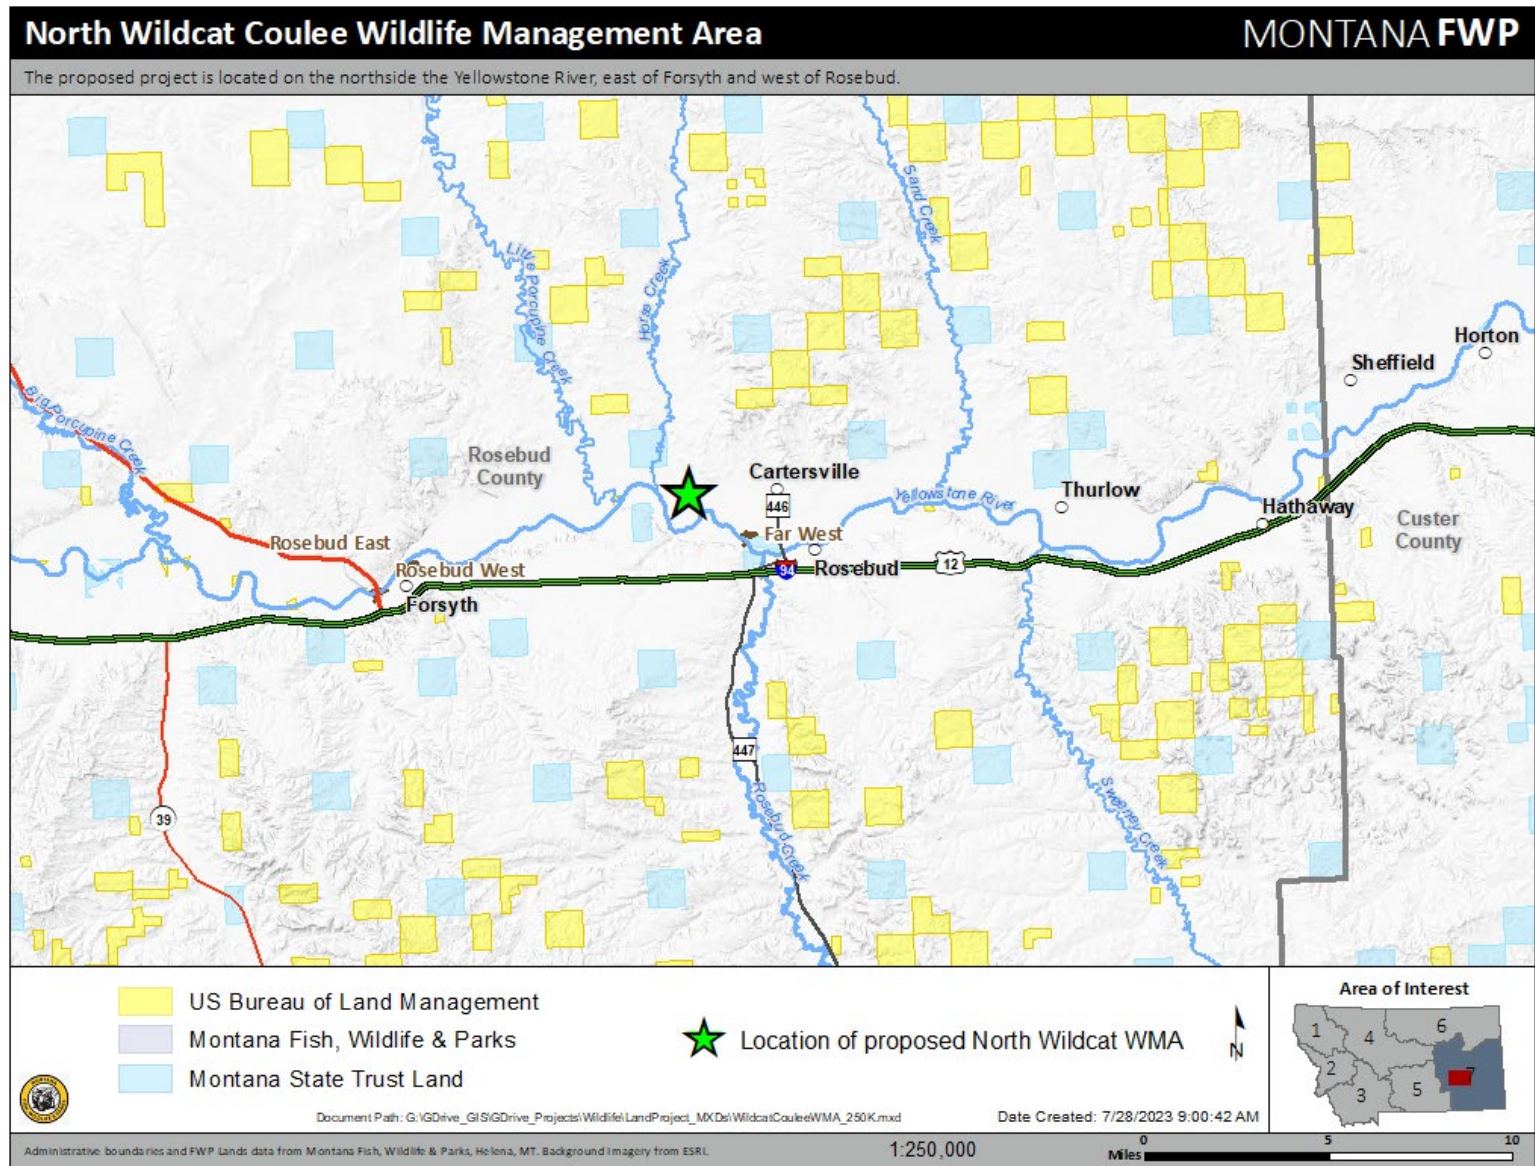 North Wildcat Coulee Wildlife Management Area
MONTANA FWP
The proposed project is located on the northside the Yellowstone River, east of Forsyth and west of Rosebud.
Sand Creek
Little Porcupine Creek
Horse Creek
Horton
Sheffield
Big Porcupine Creek
Rosebud
County
Cartersville
446
Yellowstone River
Thurlow
Hathaway
Custer
County
Far West
Rosebud East
Rosebud West
Forsyth
94
Rosebud
12
447
39
Rosebud Creek
Sweeney Creek
US Bureau of Land Management
Montana Fish, Wildlife & Parks
Montana State Trust Land
Location of proposed North Wildcat WMA
N
Area of Interest
1
4
6
2
7
3
5
Document Path: G:\GDrive_GIS\GDrive_Projects\Wildlife\LandProject_MXDs\WildcatCouleeWMA_250K.mxd
Date Created: 7/28/2023 9:00:42 AM
Administrative boundaries and FWP Lands data from Montana Fish, Wildlife & Parks, Helena, MT. Background Imagery from ESRI.
1:250,000
0
5
10
Miles